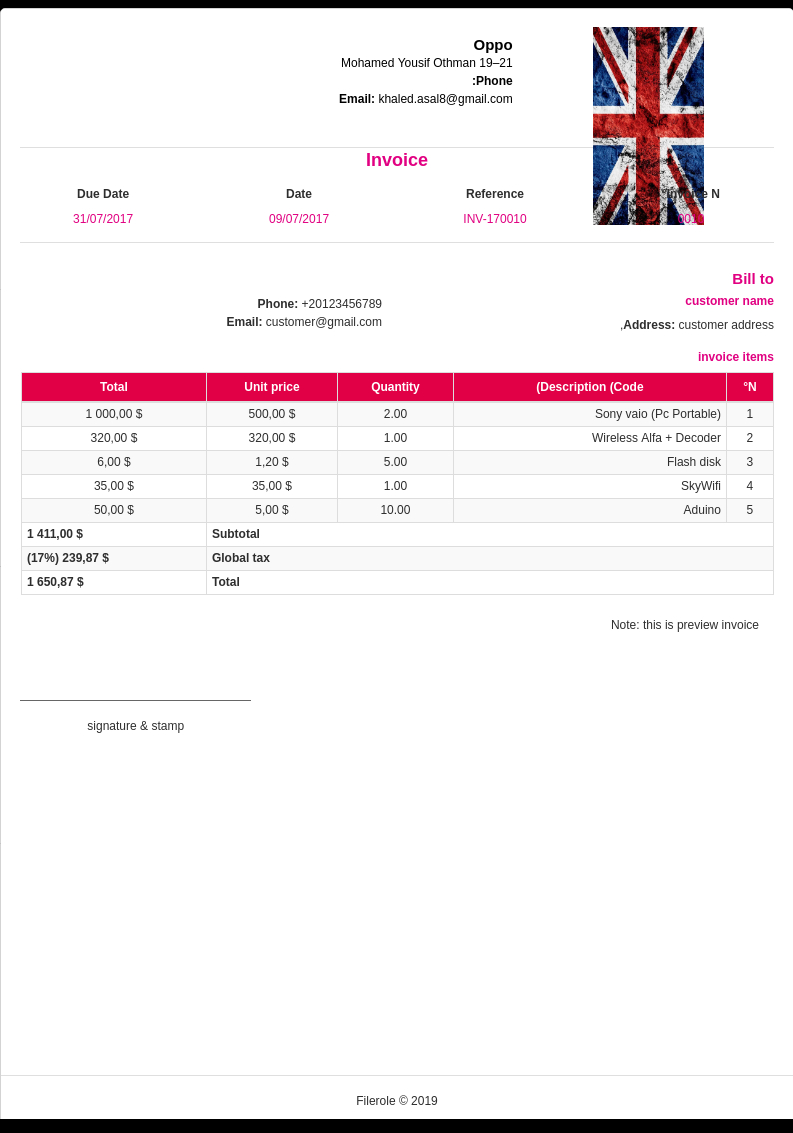 Oppo
Mohamed Yousif Othman 19–21
:Phone
Email: khaled.asal8@gmail.com
Invoice
Due Date Date Reference N
31/07/2017 09/07/2017 INV-170010
Bill to
customer name
Phone: +20123456789
Email: customer@gmail.com
,Address: customer address
invoice items
Total Unit price Quantity (Description (Code °N
1 000,00 $ 500,00 $ 2.00 Sony vaio (Pc Portable) 1
320,00 $ 320,00 $ 1.00 Wireless Alfa + Decoder 2
6,00 $ 1,20 $ 5.00 Flash disk 3
35,00 $ 35,00 $ 1.00 SkyWifi 4
50,00 $ 5,00 $ 10.00 Aduino 5
1 411,00 $ Subtotal
(17%) 239,87 $ Global tax
1 650,87 $ Total
Note: this is preview invoice
signature & stamp
Filerole © 2019